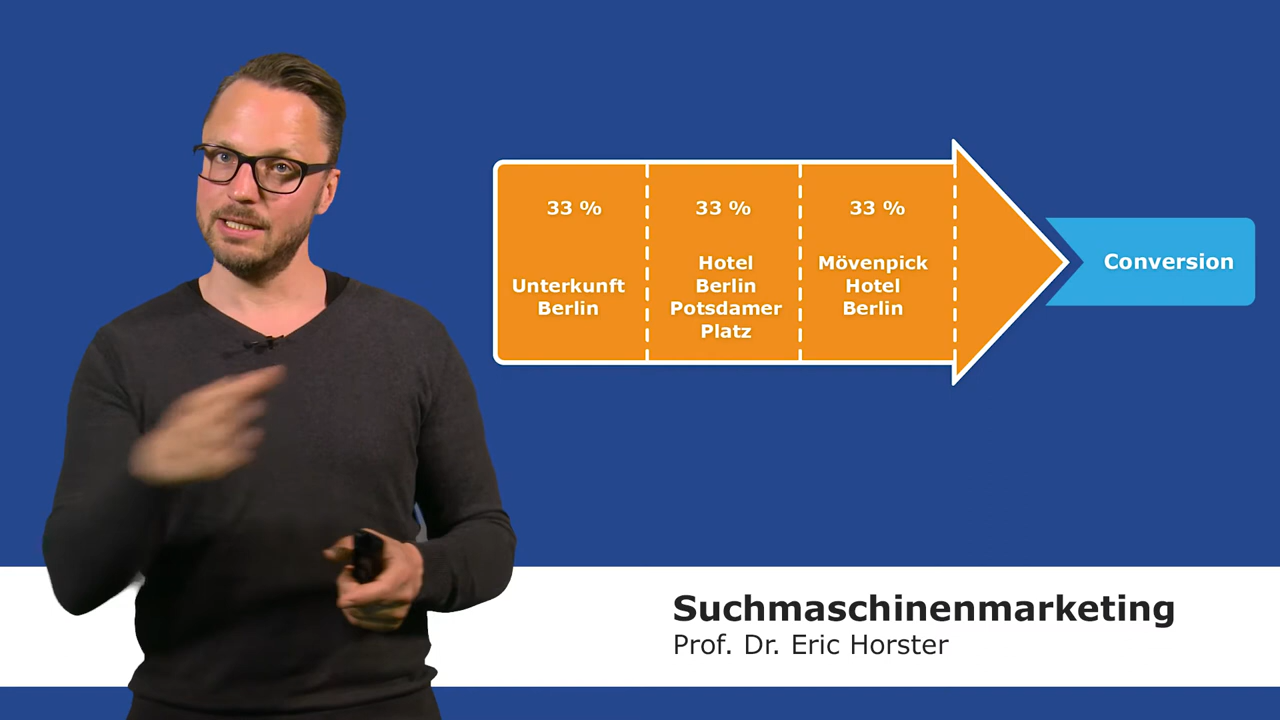 33 %
Unterkunft
Berlin
33 %
Hotel
Berlin
Potsdamer
Platz
33 %
Mövenpick
Hotel
Berlin
Conversion
Suchmaschinenmarketing
Prof. Dr. Eric Horster